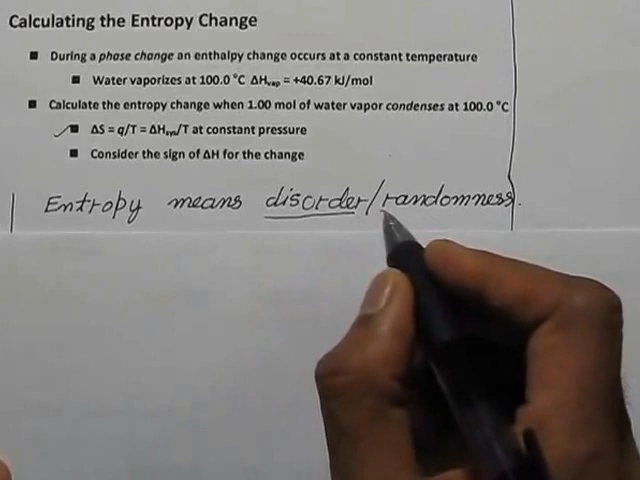 Calculating the Entropy Change
■ During a phase change an enthalpy change occurs at a constant temperature
■ Water vaporizes at 100.0 °C ΔHvap = +40.67 kJ/mol
■ Calculate the entropy change when 1.00 mol of water vapor condenses at 100.0 °C
■ ΔS = q/T = ΔHsys/T at constant pressure
■ Consider the sign of ΔH for the change
Entropy means disorder/randomness.